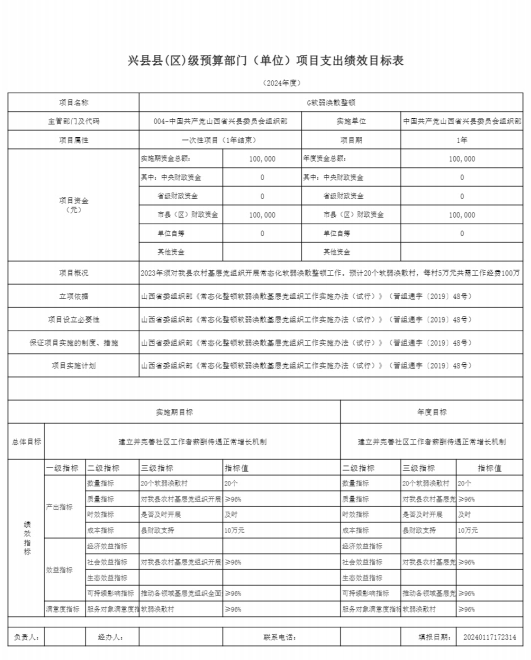 兴县县(区)级预算部门（单位）项目支出绩效目标表
（2024年度）
项目名称 G软弱涣散整顿
主管部门及代码 004-中国共产党山西省兴县委员会组织部 实施单位 中国共产党山西省兴县委员会组织部
项目属性 一次性项目（1年结束） 项目期 1年
项目资金（元） 实施期资金总额： 100,000 年度资金总额： 100,000
其中：中央财政资金 0 其中：中央财政资金 0
省级财政资金 0 省级财政资金 0
市县（区）财政资金 100,000 市县（区）财政资金 100,000
单位自筹 0 单位自筹 0
其他资金 其他资金
项目概况 2023年须对我县农村基层党组织开展常态化软弱涣散整顿工作，预计20个软弱涣散村，每村5万元共需工作经费100万
立项依据 山西省委组织部《常态化整顿软弱涣散基层党组织工作实施办法（试行）》（晋组通字〔2019〕48号）
项目设立必要性 山西省委组织部《常态化整顿软弱涣散基层党组织工作实施办法（试行）》（晋组通字〔2019〕48号）
保证项目实施的制度、措施 山西省委组织部《常态化整顿软弱涣散基层党组织工作实施办法（试行）》（晋组通字〔2019〕48号）
项目实施计划 山西省委组织部《常态化整顿软弱涣散基层党组织工作实施办法（试行）》（晋组通字〔2019〕48号）
实施期目标 年度目标
总体目标 建立并完善社区工作者薪酬待遇正常增长机制 建立并完善社区工作者薪酬待遇正常增长机制
绩效指标 一级指标 二级指标 三级指标 指标值 二级指标 三级指标 指标值
产出指标 数量指标 20个软弱涣散村 20个 数量指标 20个软弱涣散村 20个
质量指标 对我县农村基层党组织开展 ≥96% 质量指标 对我县农村基层党 ≥96%
时效指标 是否及时开展 及时 时效指标 是否及时开展 及时
成本指标 县财政支持 10万元 成本指标 县财政支持 10万元
效益指标 经济效益指标 经济效益指标
社会效益指标 对我县农村基层党组织开展 ≥96% 社会效益指标 对我县农村基层党 ≥96%
生态效益指标 生态效益指标
可持续影响指标 推动各领域基层党组织全面 ≥96% 可持续影响指标 推动各领域基层党 ≥96%
满意度指标 服务对象满意度指标 软弱涣散村 ≥96% 服务对象满意度指标 软弱涣散村 ≥96%
负责人： 经办人： 联系电话： 填报日期： 20240117172314